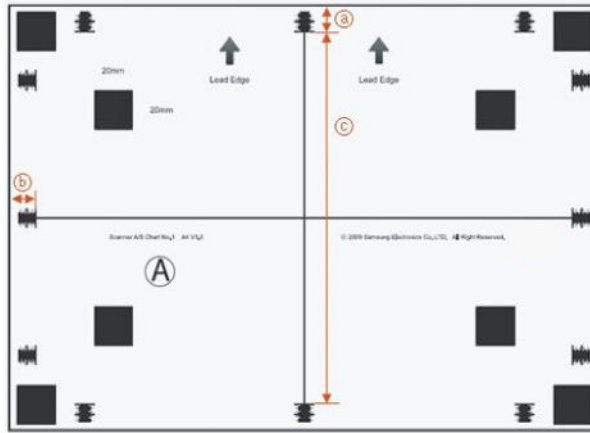 ⓐ
Lead Edge
Lead Edge
20mm
20mm
ⓒ
ⓑ
Scanner A/S Chart No.1 A4 V1.0
© 2009 Samsung Electronics Co.,LTD. All Right Reserved.
Ⓐ